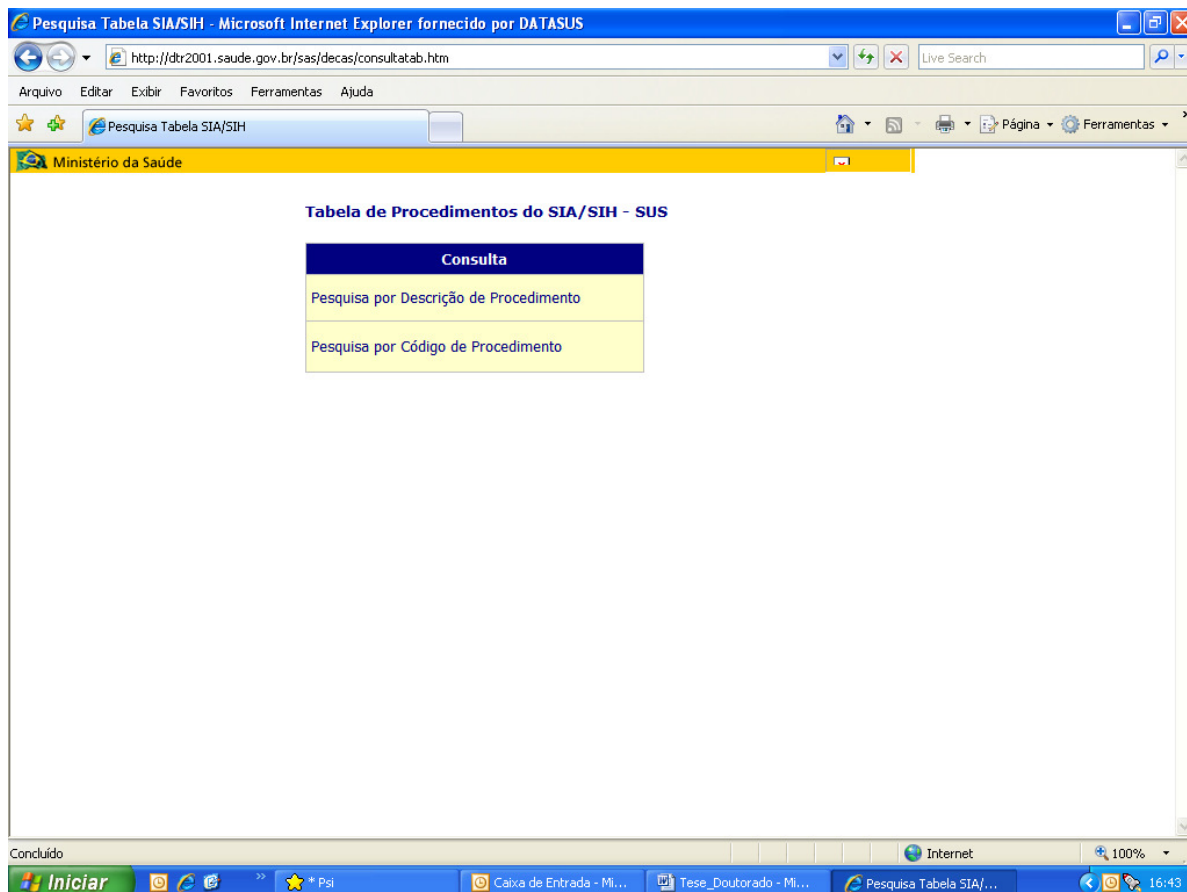 Pesquisa Tabela SIA/SIH - Microsoft Internet Explorer fornecido por DATASUS
http://dtr2001.saude.gov.br/sas/decas/consultatab.htm
Live Search
Arquivo Editar Exibir Favoritos Ferramentas Ajuda
Pesquisa Tabela SIA/SIH
Página
Ferramentas
Ministério da Saúde
Tabela de Procedimentos do SIA/SIH - SUS
Consulta
Pesquisa por Descrição de Procedimento
Pesquisa por Código de Procedimento
Concluído
Internet
100%
Iniciar
* Psi
Caixa de Entrada - Mi...
Tese_Doutorado - Mi...
Pesquisa Tabela SIA/...
16:43